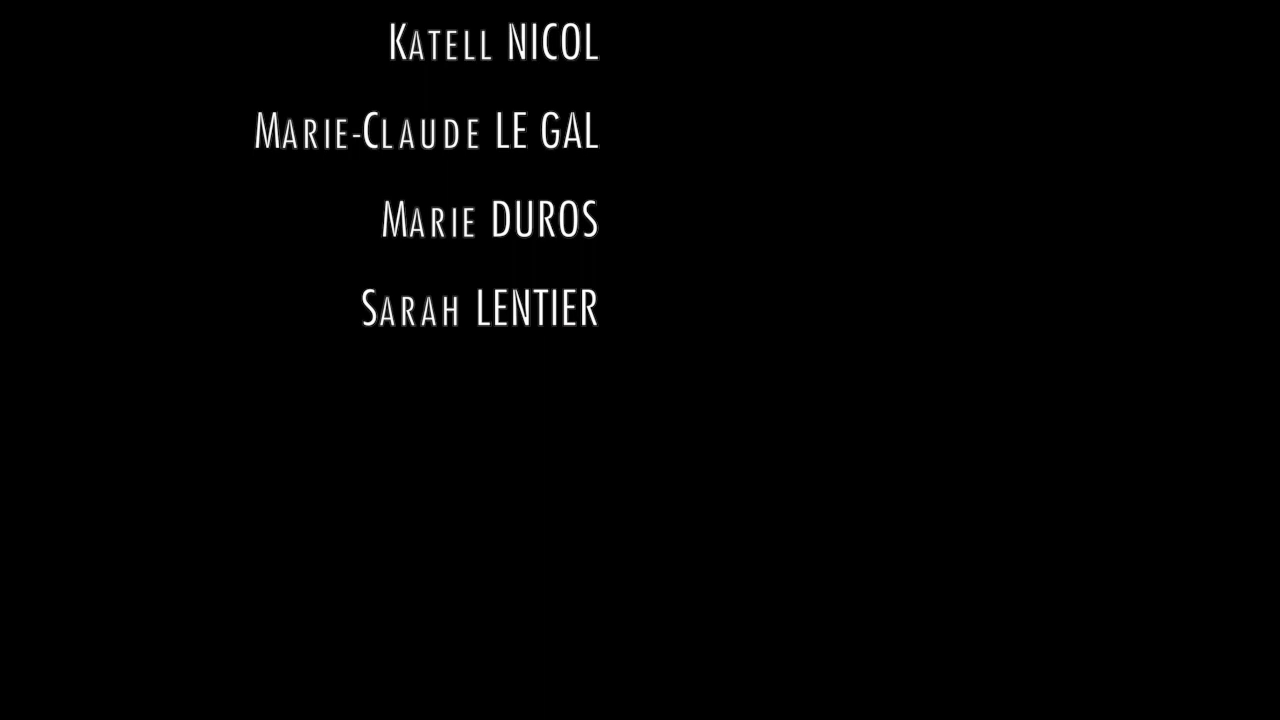 Katell NICOL
Marie-Claude LE GAL
Marie DUROS
Sarah LENTIER